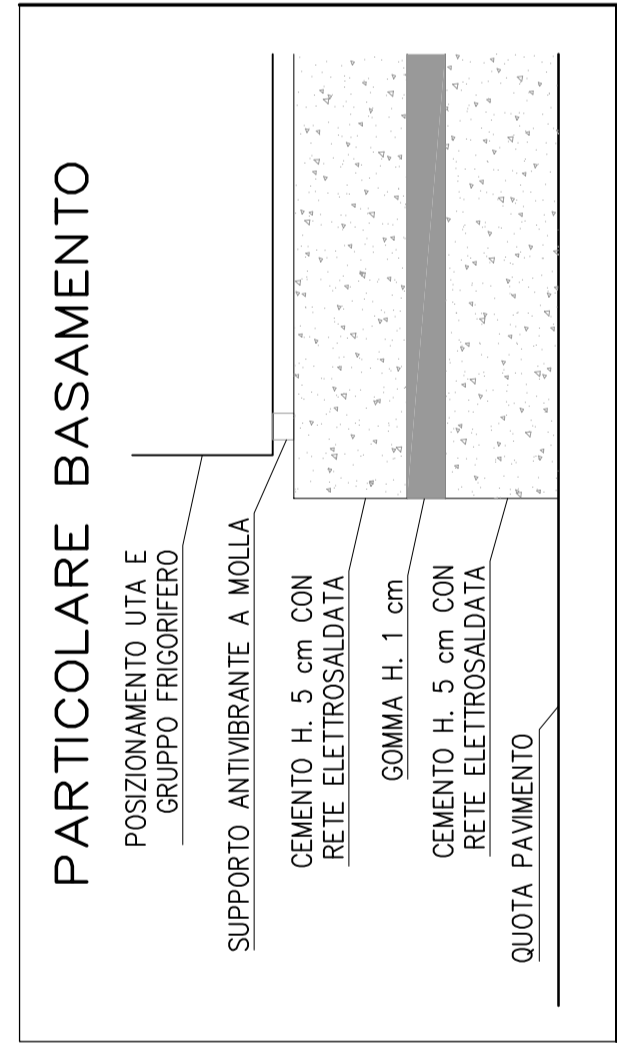 PARTICOLARE BASAMENTO
POSIZIONAMENTO UTA E
GRUPPO FRIGORIFERO
SUPPORTO ANTIVIBRANTE A MOLLA
CEMENTO H. 5 cm CON
RETE ELETTROSALDATA
GOMMA H. 1 cm
CEMENTO H. 5 cm CON
RETE ELETTROSALDATA
QUOTA PAVIMENTO